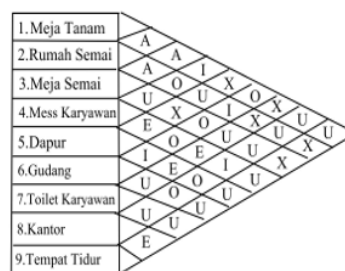 1.Meja Tanam
A
2.Rumah Semai A
A I
3.Meja Semai O X
U U O
4.Mess Karyawan X I X
E O X U
5.Dapur O U U U
I E U X
6.Gudang E I X
U O U
7.Toilet Karyawan O U
U U
8.Kantor U
E
9.Tempat Tidur